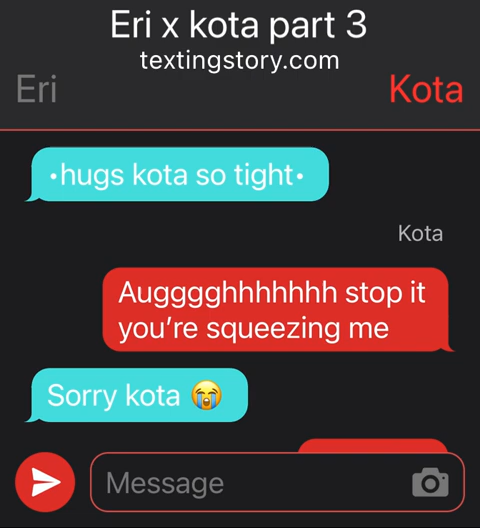 Eri x kota part 3
textingstory.com
Eri
Kota
•hugs kota so tight•
Kota
Augggghhhhhhh stop it
you're squeezing me
Sorry kota 😭
Message